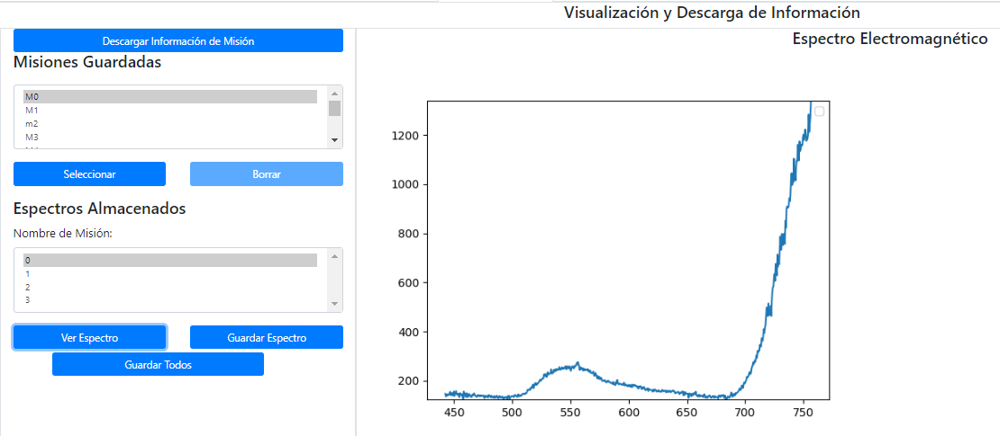 Visualización y Descarga de Información
Descargar Información de Misión
Misiones Guardadas
M0
M1
m2
M3
Seleccionar
Borrar
Espectros Almacenados
Nombre de Misión:
0
1
2
3
Ver Espectro
Guardar Espectro
Guardar Todos
Espectro Electromagnético
1200
1000
800
600
400
200
450 500 550 600 650 700 750